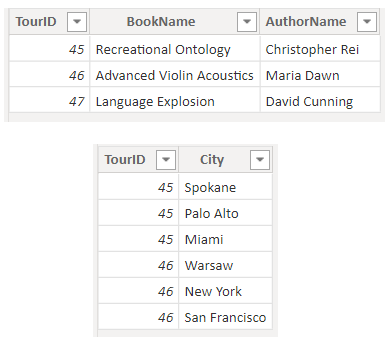 TourID BookName AuthorName
45 Recreational Ontology Christopher Rei
46 Advanced Violin Acoustics Maria Dawn
47 Language Explosion David Cunning
TourID City
45 Spokane
45 Palo Alto
45 Miami
46 Warsaw
46 New York
46 San Francisco